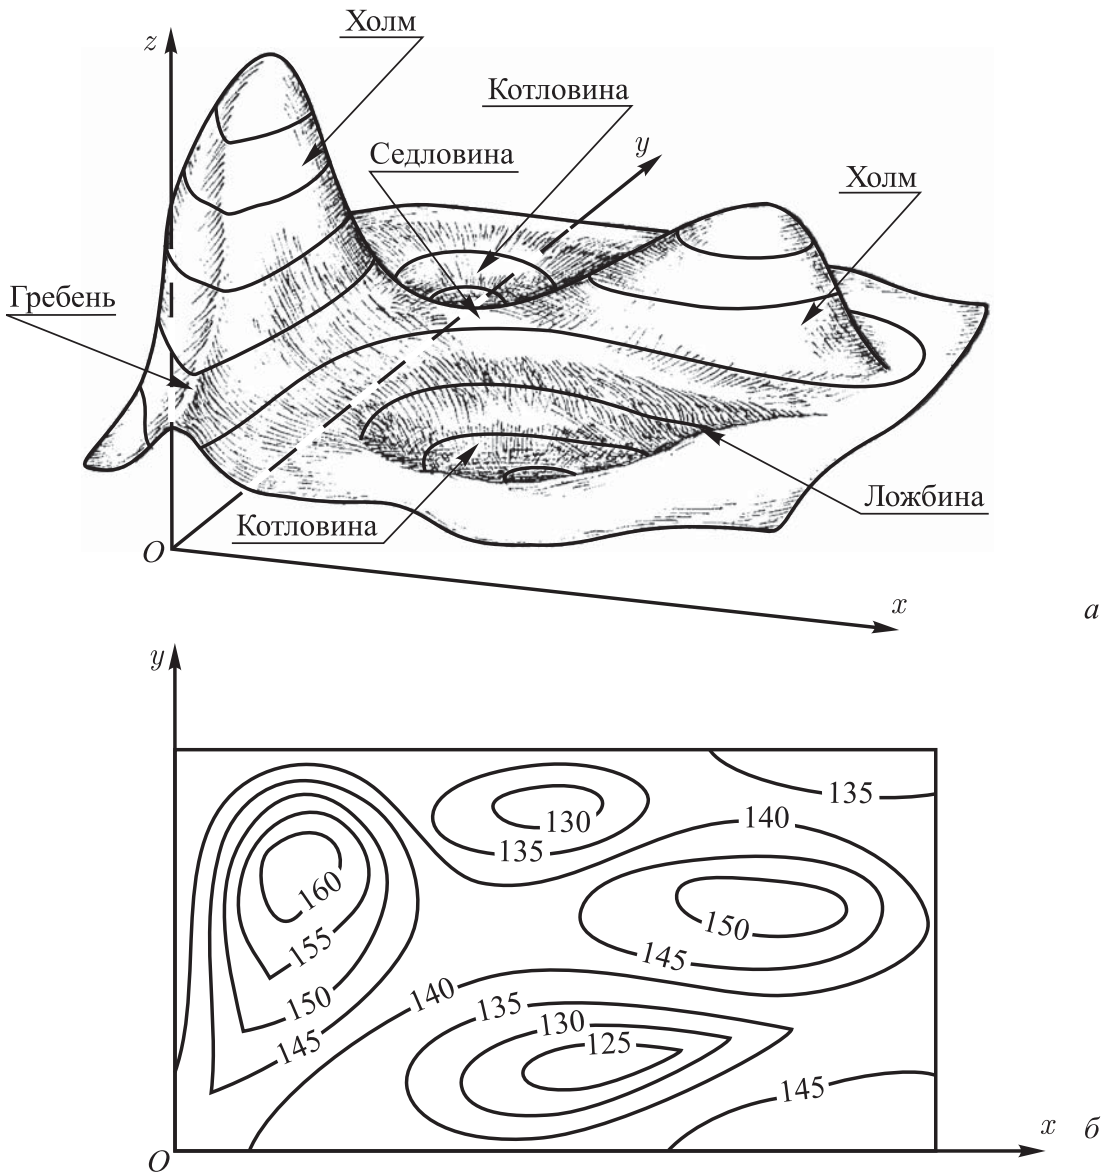 Холм
z
Котловина
y
Седловина
Холм
Гребень
Ложбина
Котловина
O
x
а
y
135
130
140
135
160
150
155
145
140
150
135
130
125
145
145
x
б
O